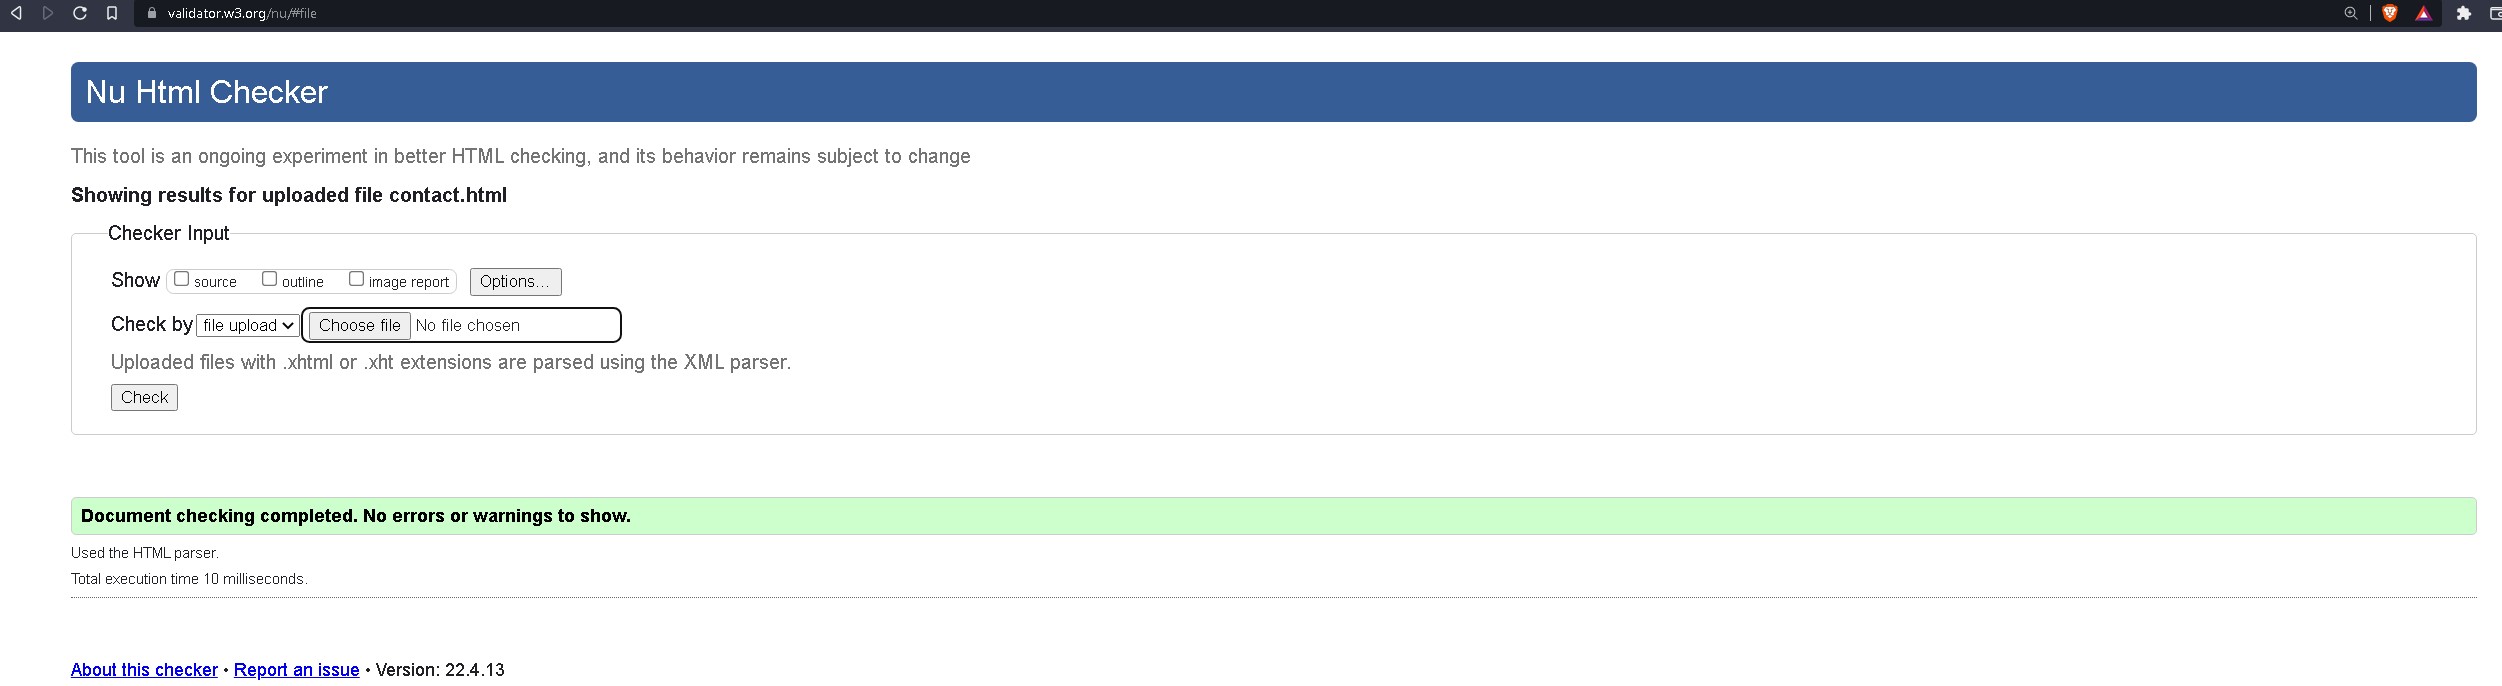 validator.w3.org/nu/#file
Nu Html Checker
This tool is an ongoing experiment in better HTML checking, and its behavior remains subject to change
Showing results for uploaded file contact.html
Checker Input
Show source outline image report Options...
Check by file upload Choose file No file chosen
Uploaded files with .xhtml or .xht extensions are parsed using the XML parser.
Check
Document checking completed. No errors or warnings to show.
Used the HTML parser.
Total execution time 10 milliseconds.
About this checker • Report an issue • Version: 22.4.13